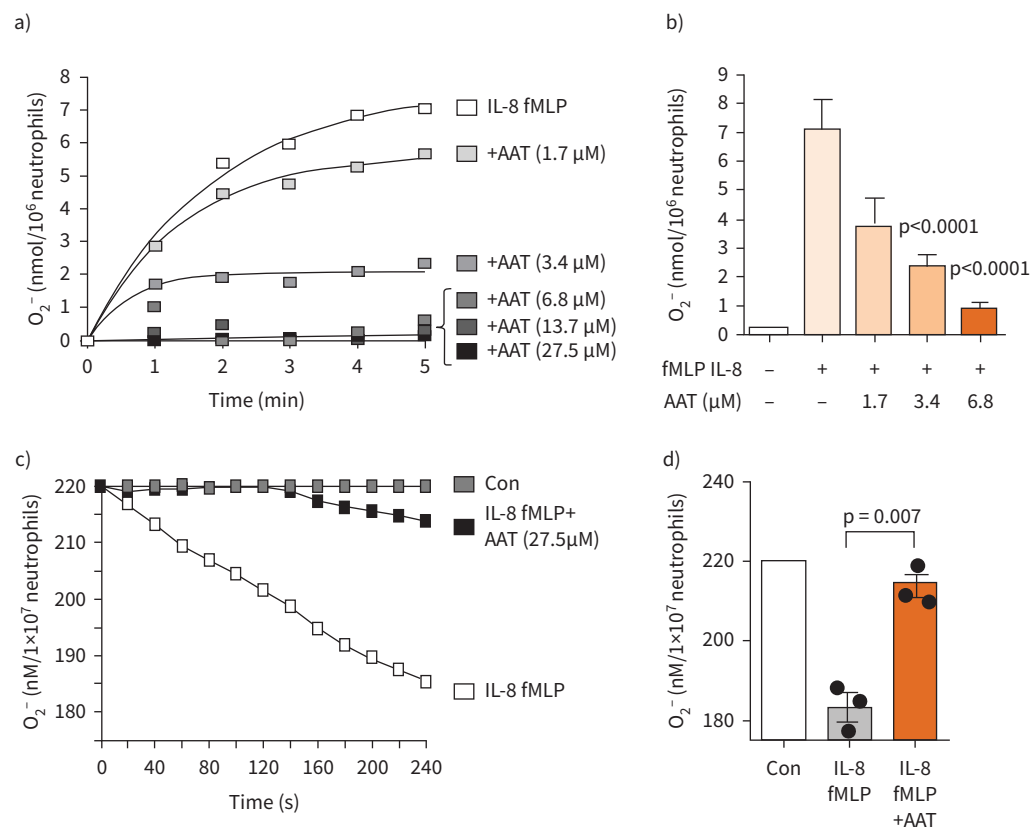 a)
O2− (nmol/10⁶ neutrophils)
8
7
6
5
4
3
2
1
0
0 1 2 3 4 5
Time (min)
IL-8 fMLP
+AAT (1.7 μM)
+AAT (3.4 μM)
+AAT (6.8 μM)
+AAT (13.7 μM)
+AAT (27.5 μM)
b)
O2− (nmol/10⁶ neutrophils)
9
8
7
6
5
4
3
2
1
0
p<0.0001
p<0.0001
fMLP IL-8 – + + + +
AAT (μM) – – 1.7 3.4 6.8
c)
O2− (nM/1×10⁷ neutrophils)
220
210
200
190
180
0 40 80 120 160 200 240
Time (s)
Con
IL-8 fMLP+
AAT (27.5μM)
IL-8 fMLP
d)
O2− (nM/1×10⁷ neutrophils)
240
220
200
180
p = 0.007
Con IL-8 IL-8
fMLP fMLP
+AAT